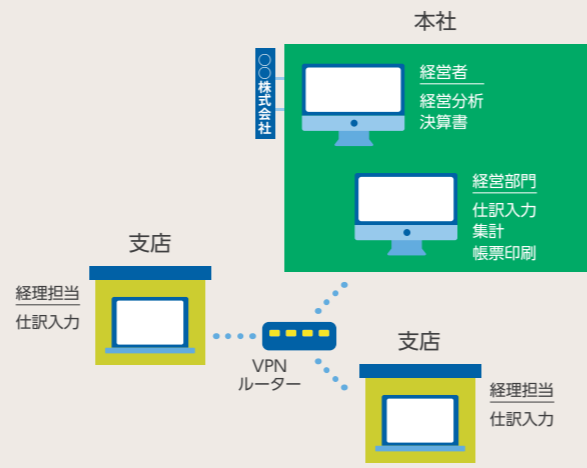 本社
〇〇株式会社
経営者
経営分析
決算書
経営部門
仕訳入力
集計
帳票印刷
支店
経理担当
仕訳入力
VPN
ルーター
支店
経理担当
仕訳入力